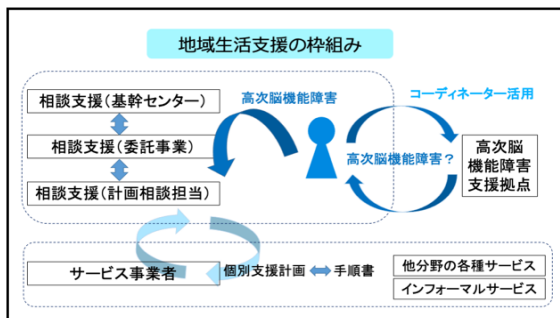 地域生活支援の枠組み
相談支援(基幹センター)
高次脳機能障害
コーディネーター活用
相談支援(委託事業)
高次脳機能障害?
高次脳
機能障害
支援拠点
相談支援(計画相談担当)
サービス事業者
個別支援計画
手順書
他分野の各種サービス
インフォーマルサービス